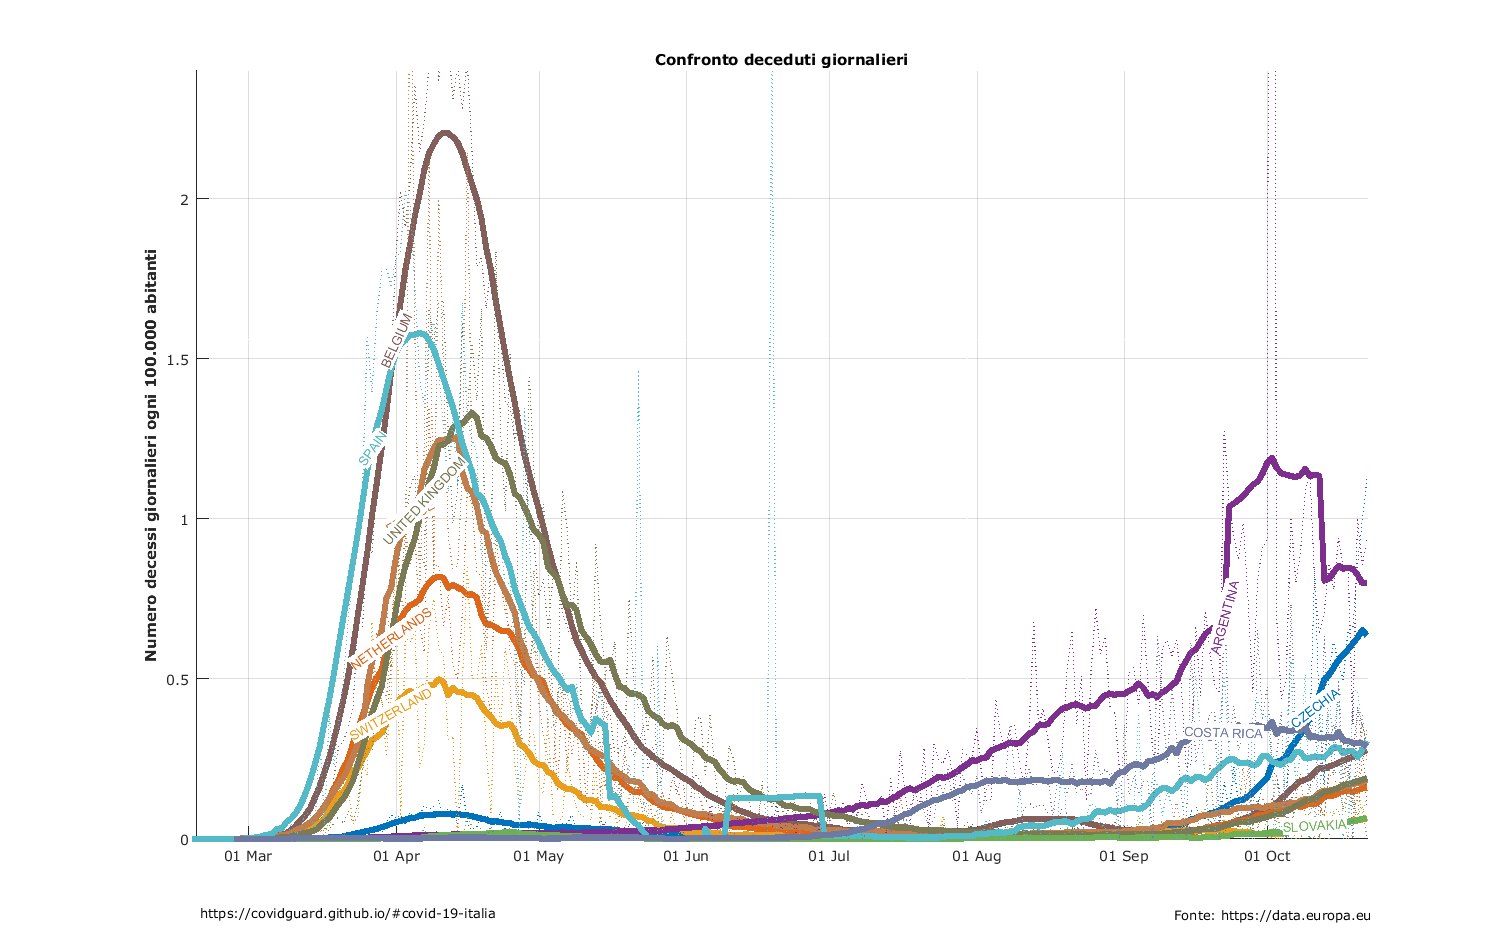 Confronto deceduti giornalieri
Numero decessi giornalieri ogni 100.000 abitanti
2
1.5
1
0.5
0
BELGIUM
SPAIN
UNITED KINGDOM
NETHERLANDS
SWITZERLAND
ARGENTINA
CZECHIA
COSTA RICA
SLOVAKIA
01 Mar
01 Apr
01 May
01 Jun
01 Jul
01 Aug
01 Sep
01 Oct
https://covidguard.github.io/#covid-19-italia
Fonte: https://data.europa.eu